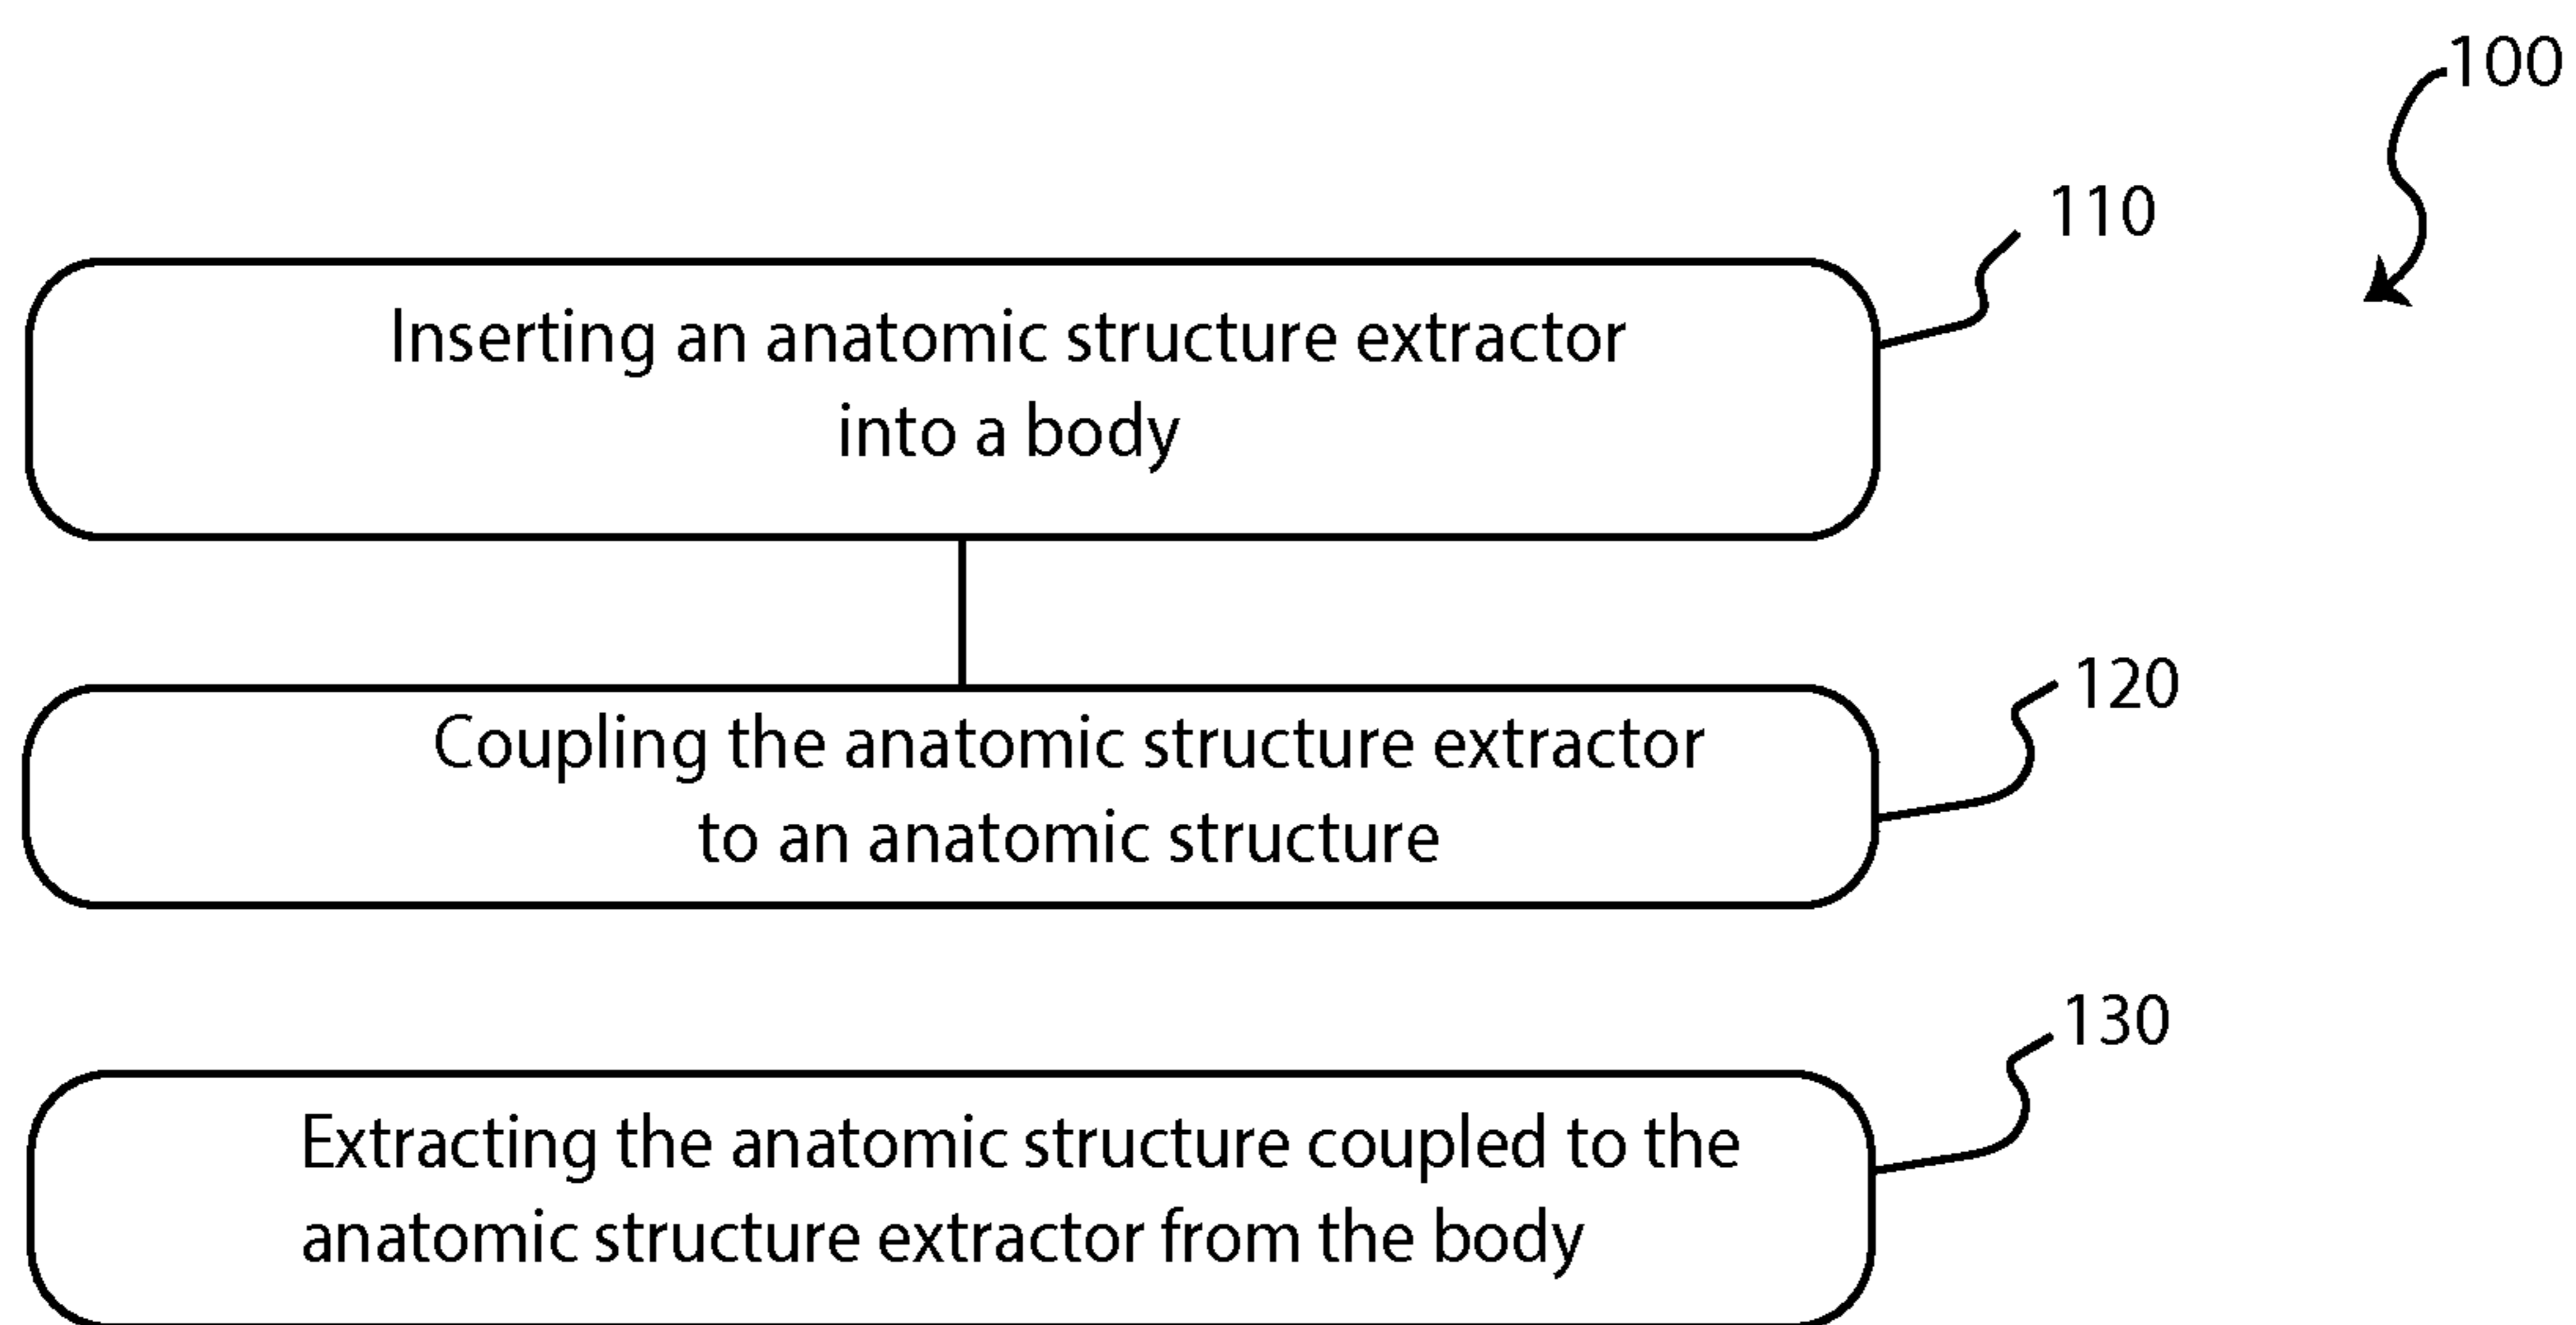 100
110
Inserting an anatomic structure extractor
into a body
120
Coupling the anatomic structure extractor
to an anatomic structure
130
Extracting the anatomic structure coupled to the
anatomic structure extractor from the body